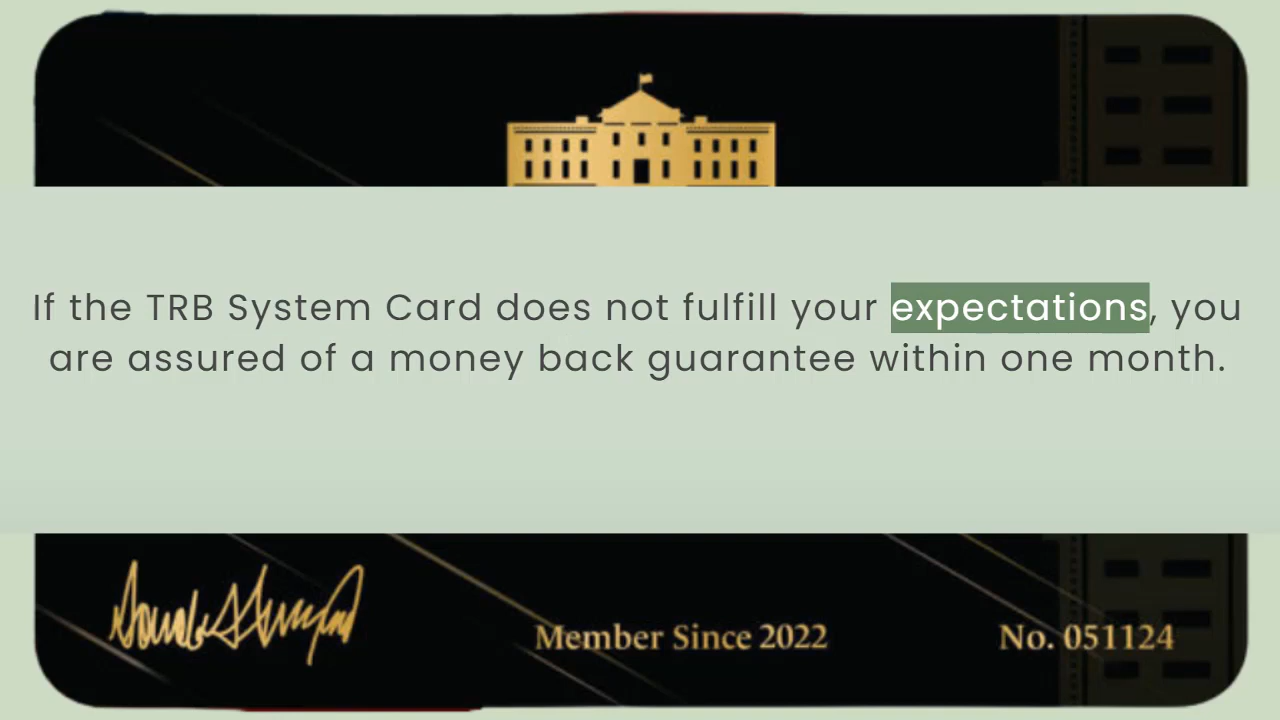 If the TRB System Card does not fulfill your expectations, you
are assured of a money back guarantee within one month.
Member Since 2022
No. 051124